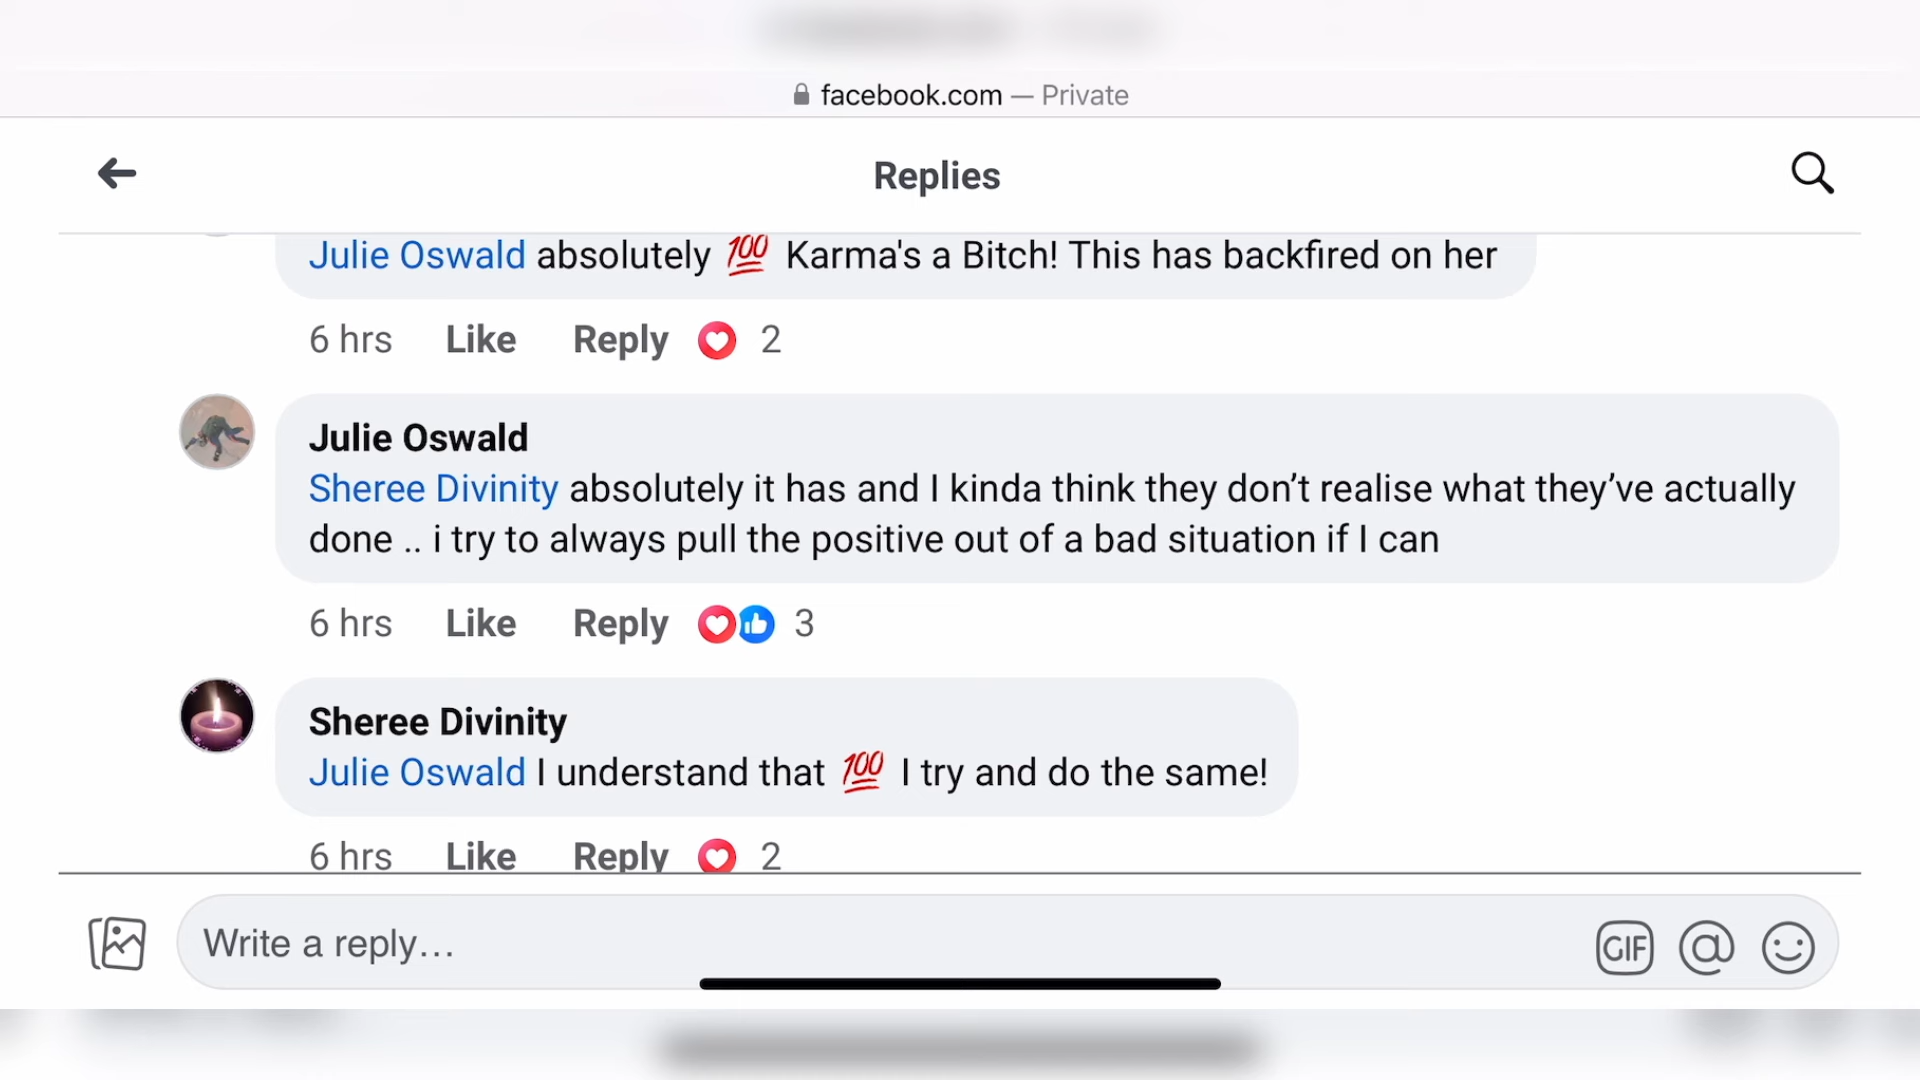 facebook.com — Private
Replies
Julie Oswald absolutely 💯 Karma's a Bitch! This has backfired on her
6 hrs Like Reply 2
Julie Oswald
Sheree Divinity absolutely it has and I kinda think they don’t realise what they’ve actually
done .. i try to always pull the positive out of a bad situation if I can
6 hrs Like Reply 3
Sheree Divinity
Julie Oswald I understand that 💯 I try and do the same!
6 hrs Like Reply 2
Write a reply...
GIF @